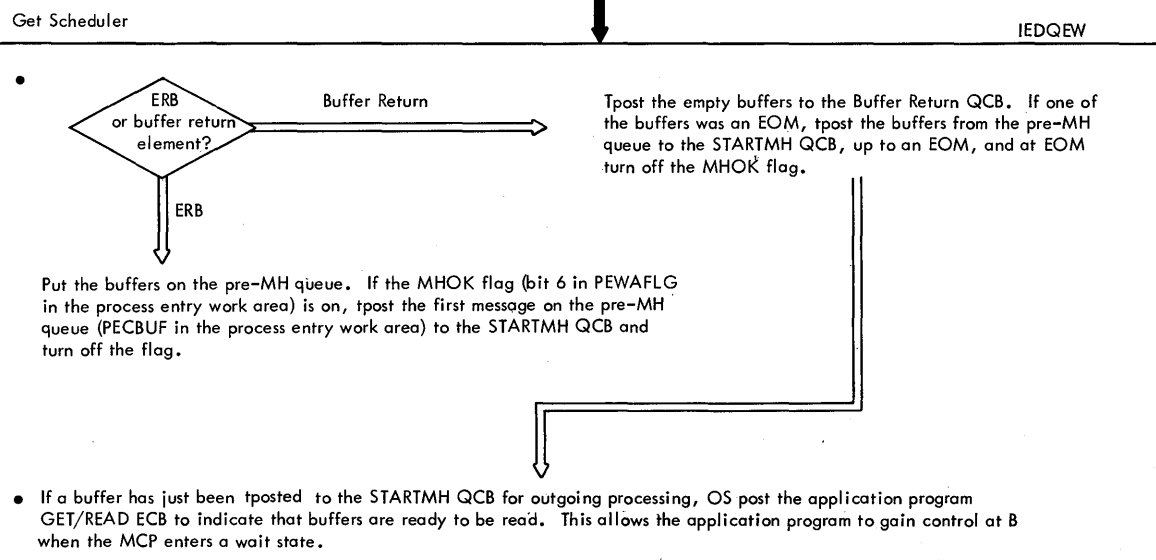 Get Scheduler
IEDQEW
ERB
or buffer return
element?
Buffer Return
Tpost the empty buffers to the Buffer Return QCB. If one of
the buffers was an EOM, tpost the buffers from the pre-MH
queue to the STARTMH QCB, up to an EOM, and at EOM
turn off the MHOK flag.
ERB
Put the buffers on the pre-MH queue. If the MHOK flag (bit 6 in PEWAFLG
in the process entry work area) is on, tpost the first message on the pre-MH
queue (PECBUF in the process entry work area) to the STARTMH QCB and
turn off the flag.
• If a buffer has just been tposted to the STARTMH QCB for outgoing processing, OS post the application program
GET/READ ECB to indicate that buffers are ready to be read. This allows the application program to gain control at B
when the MCP enters a wait state.